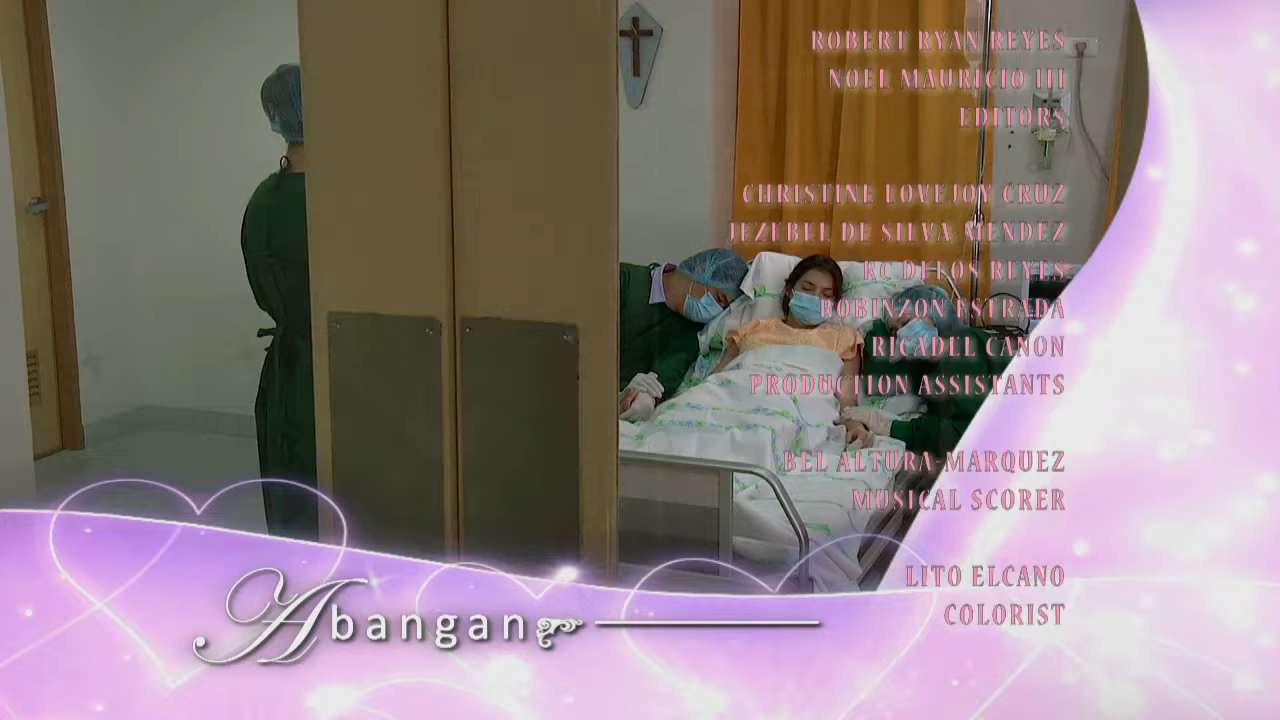 ROBERT RYAN REYES
NOEL MAURICIO III
EDITORS
CHRISTINE LOVEJOY CRUZ
JEZEBEL DE SILVA MENDEZ
RC DELOS REYES
ROBINZON ESTRADA
RICADEL CANON
PRODUCTION ASSISTANTS
BEL ALTURA-MARQUEZ
MUSICAL SCORER
LITO ELCANO
COLORIST
Abangan